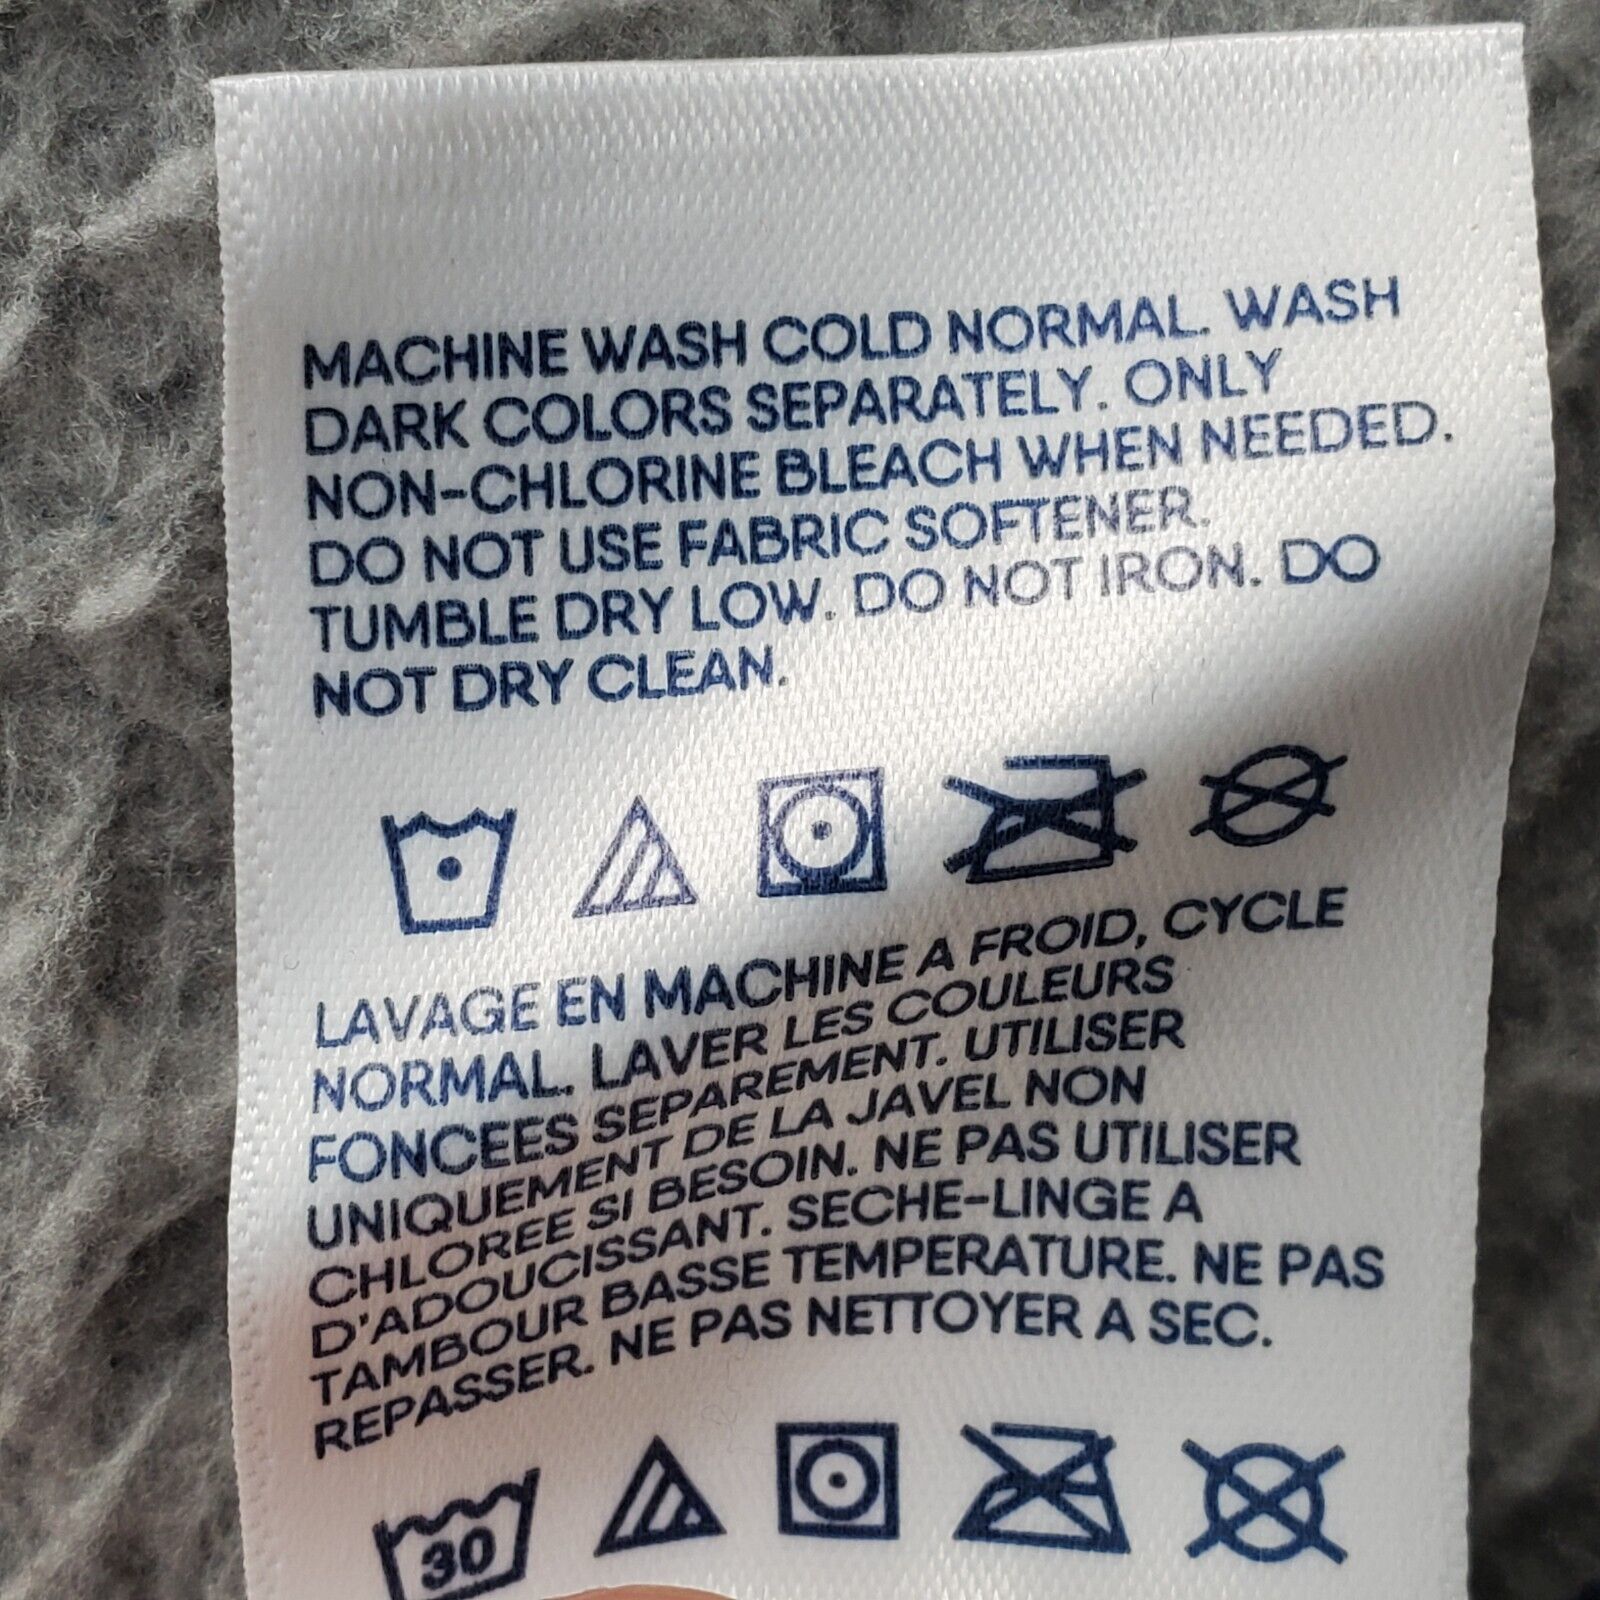 MACHINE WASH COLD NORMAL. WASH
DARK COLORS SEPARATELY. ONLY
NON-CHLORINE BLEACH WHEN NEEDED.
DO NOT USE FABRIC SOFTENER.
TUMBLE DRY LOW. DO NOT IRON. DO
NOT DRY CLEAN.
LAVAGE EN MACHINE A FROID, CYCLE
NORMAL. LAVER LES COULEURS
FONCEES SEPAREMENT. UTILISER
UNIQUEMENT DE LA JAVEL NON
CHLOREE SI BESOIN. NE PAS UTILISER
D'ADOUCISSANT. SECHE-LINGE A
TAMBOUR BASSE TEMPERATURE. NE PAS
REPASSER. NE PAS NETTOYER A SEC.
30